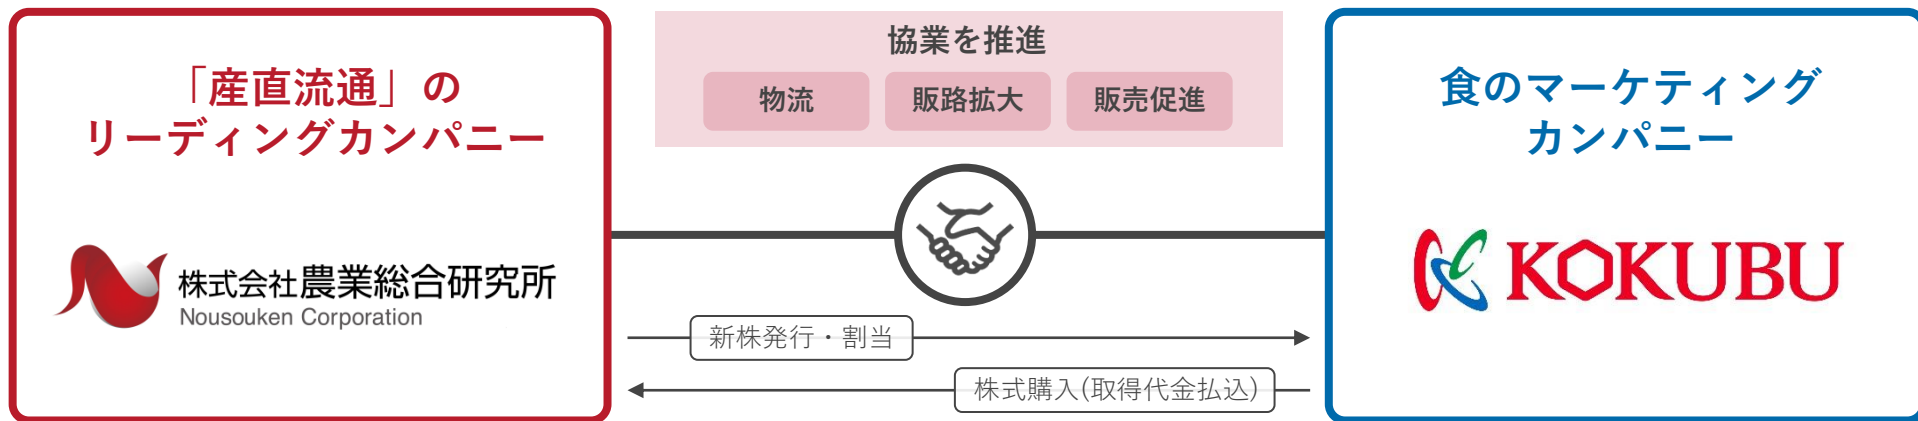 「産直流通」の
リーディングカンパニー
株式会社農業総合研究所
Nousouken Corporation
協業を推進
物流
販路拡大
販売促進
新株発行・割当
株式購入(取得代金払込)
食のマーケティング
カンパニー
KOKUBU